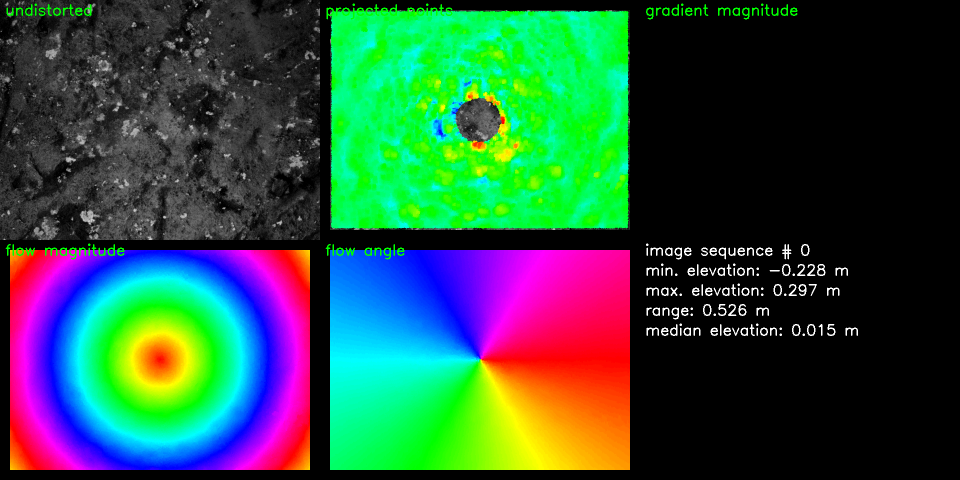 undistorted
projected points
gradient magnitude
flow magnitude
flow angle
image sequence # 0
min. elevation: -0.228 m
max. elevation: 0.297 m
range: 0.526 m
median elevation: 0.015 m